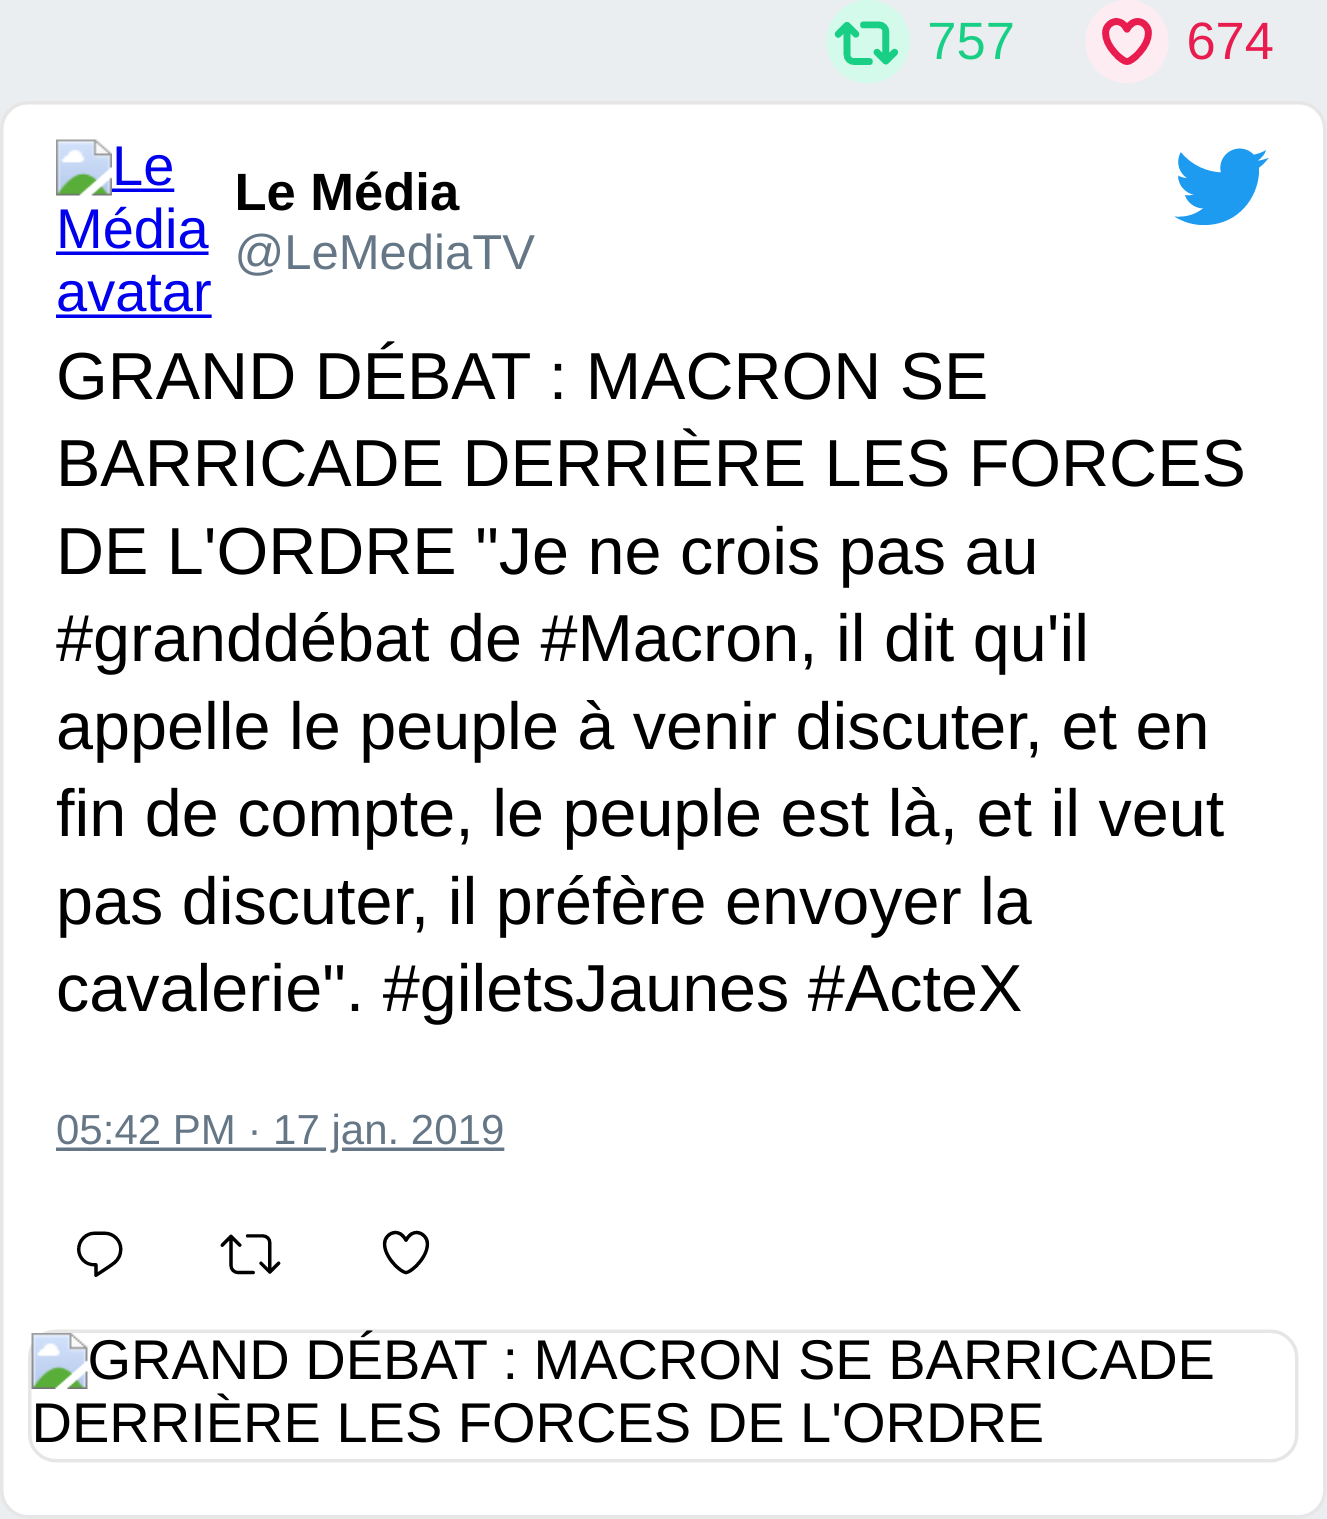 757 674
Le
Média
avatar
Le Média
@LeMediaTV
GRAND DÉBAT : MACRON SE
BARRICADE DERRIÈRE LES FORCES
DE L'ORDRE "Je ne crois pas au
#granddébat de #Macron, il dit qu'il
appelle le peuple à venir discuter, et en
fin de compte, le peuple est là, et il veut
pas discuter, il préfère envoyer la
cavalerie". #giletsJaunes #ActeX
05:42 PM · 17 jan. 2019
GRAND DÉBAT : MACRON SE BARRICADE
DERRIÈRE LES FORCES DE L'ORDRE